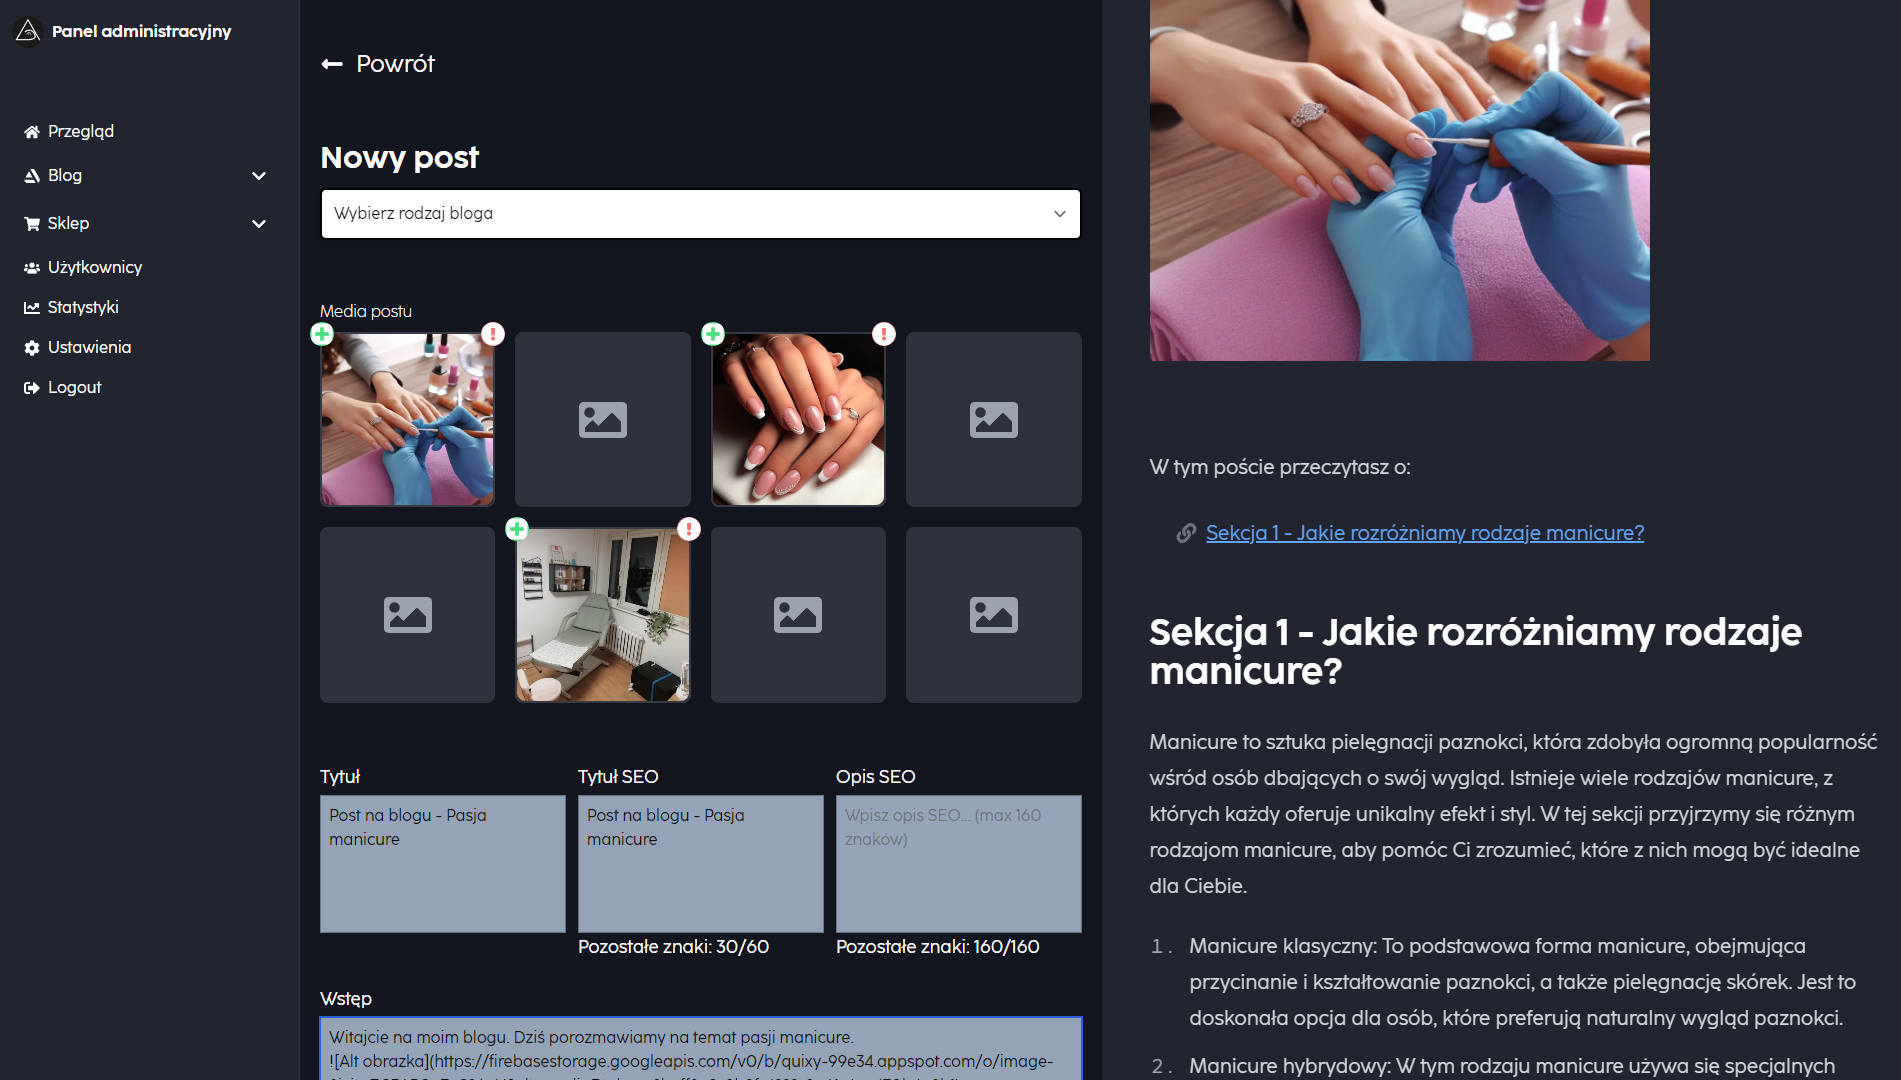 Panel administracyjny
Przegląd
Blog
Sklep
Użytkownicy
Statystyki
Ustawienia
Logout
Powrót
Nowy post
Wybierz rodzaj bloga
Media postu
Tytuł
Tytuł SEO
Opis SEO
Post na blogu - Pasja
manicure
Post na blogu - Pasja
manicure
Wpisz opis SEO... (max 160
znaków)
Pozostałe znaki: 30/60
Pozostałe znaki: 160/160
Wstęp
Witajcie na moim blogu. Dziś porozmawiamy na temat pasji manicure.
![Alt obrazka](https://firebasestorage.googleapis.com/v0/b/quixy-99e34.appspot.com/o/image-
W tym poście przeczytasz o:
Sekcja 1 - Jakie rozróżniamy rodzaje manicure?
Sekcja 1 - Jakie rozróżniamy rodzaje
manicure?
Manicure to sztuka pielęgnacji paznokci, która zdobyła ogromną popularność
wśród osób dbających o swój wygląd. Istnieje wiele rodzajów manicure, z
których każdy oferuje unikalny efekt i styl. W tej sekcji przyjrzymy się różnym
rodzajom manicure, aby pomóc Ci zrozumieć, które z nich mogą być idealne
dla Ciebie.
1. Manicure klasyczny: To podstawowa forma manicure, obejmująca
przycinanie i kształtowanie paznokci, a także pielęgnację skórek. Jest to
doskonała opcja dla osób, które preferują naturalny wygląd paznokci.
2. Manicure hybrydowy: W tym rodzaju manicure używa się specjalnych